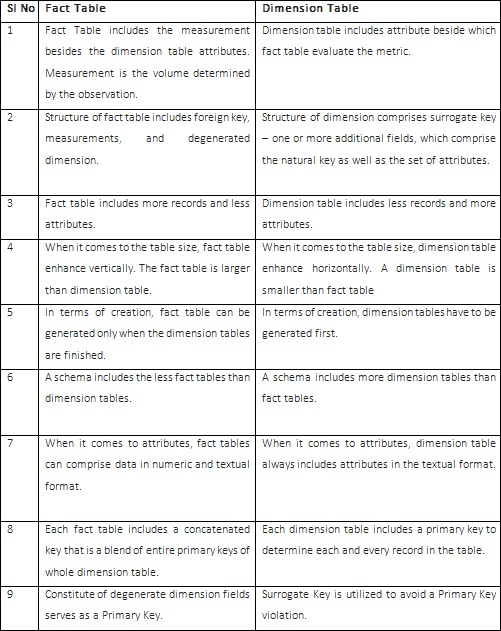 Sl No Fact Table Dimension Table
1 Fact Table includes the measurement Dimension table includes attribute beside which
besides the dimension table attributes. fact table evaluate the metric.
Measurement is the volume determined
by the observation.
2 Structure of fact table includes foreign key, Structure of dimension comprises surrogate key
measurements, and degenerated – one or more additional fields, which comprise
dimension. the natural key as well as the set of attributes.
3 Fact table includes more records and less Dimension table includes less records and more
attributes. attributes.
4 When it comes to the table size, fact table When it comes to the table size, dimension table
enhance vertically. The fact table is larger enhance horizontally. A dimension table is
than dimension table. smaller than fact table
5 In terms of creation, fact table can be In terms of creation, dimension tables have to be
generated only when the dimension tables generated first.
are finished.
6 A schema includes the less fact tables than A schema includes more dimension tables than
dimension tables. fact tables.
7 When it comes to attributes, fact tables When it comes to attributes, dimension table
can comprise data in numeric and textual always includes attributes in the textual format.
format.
8 Each fact table includes a concatenated Each dimension table includes a primary key to
key that is a blend of entire primary keys of determine each and every record in the table.
whole dimension table.
9 Constitute of degenerate dimension fields Surrogate Key is utilized to avoid a Primary Key
serves as a Primary Key. violation.